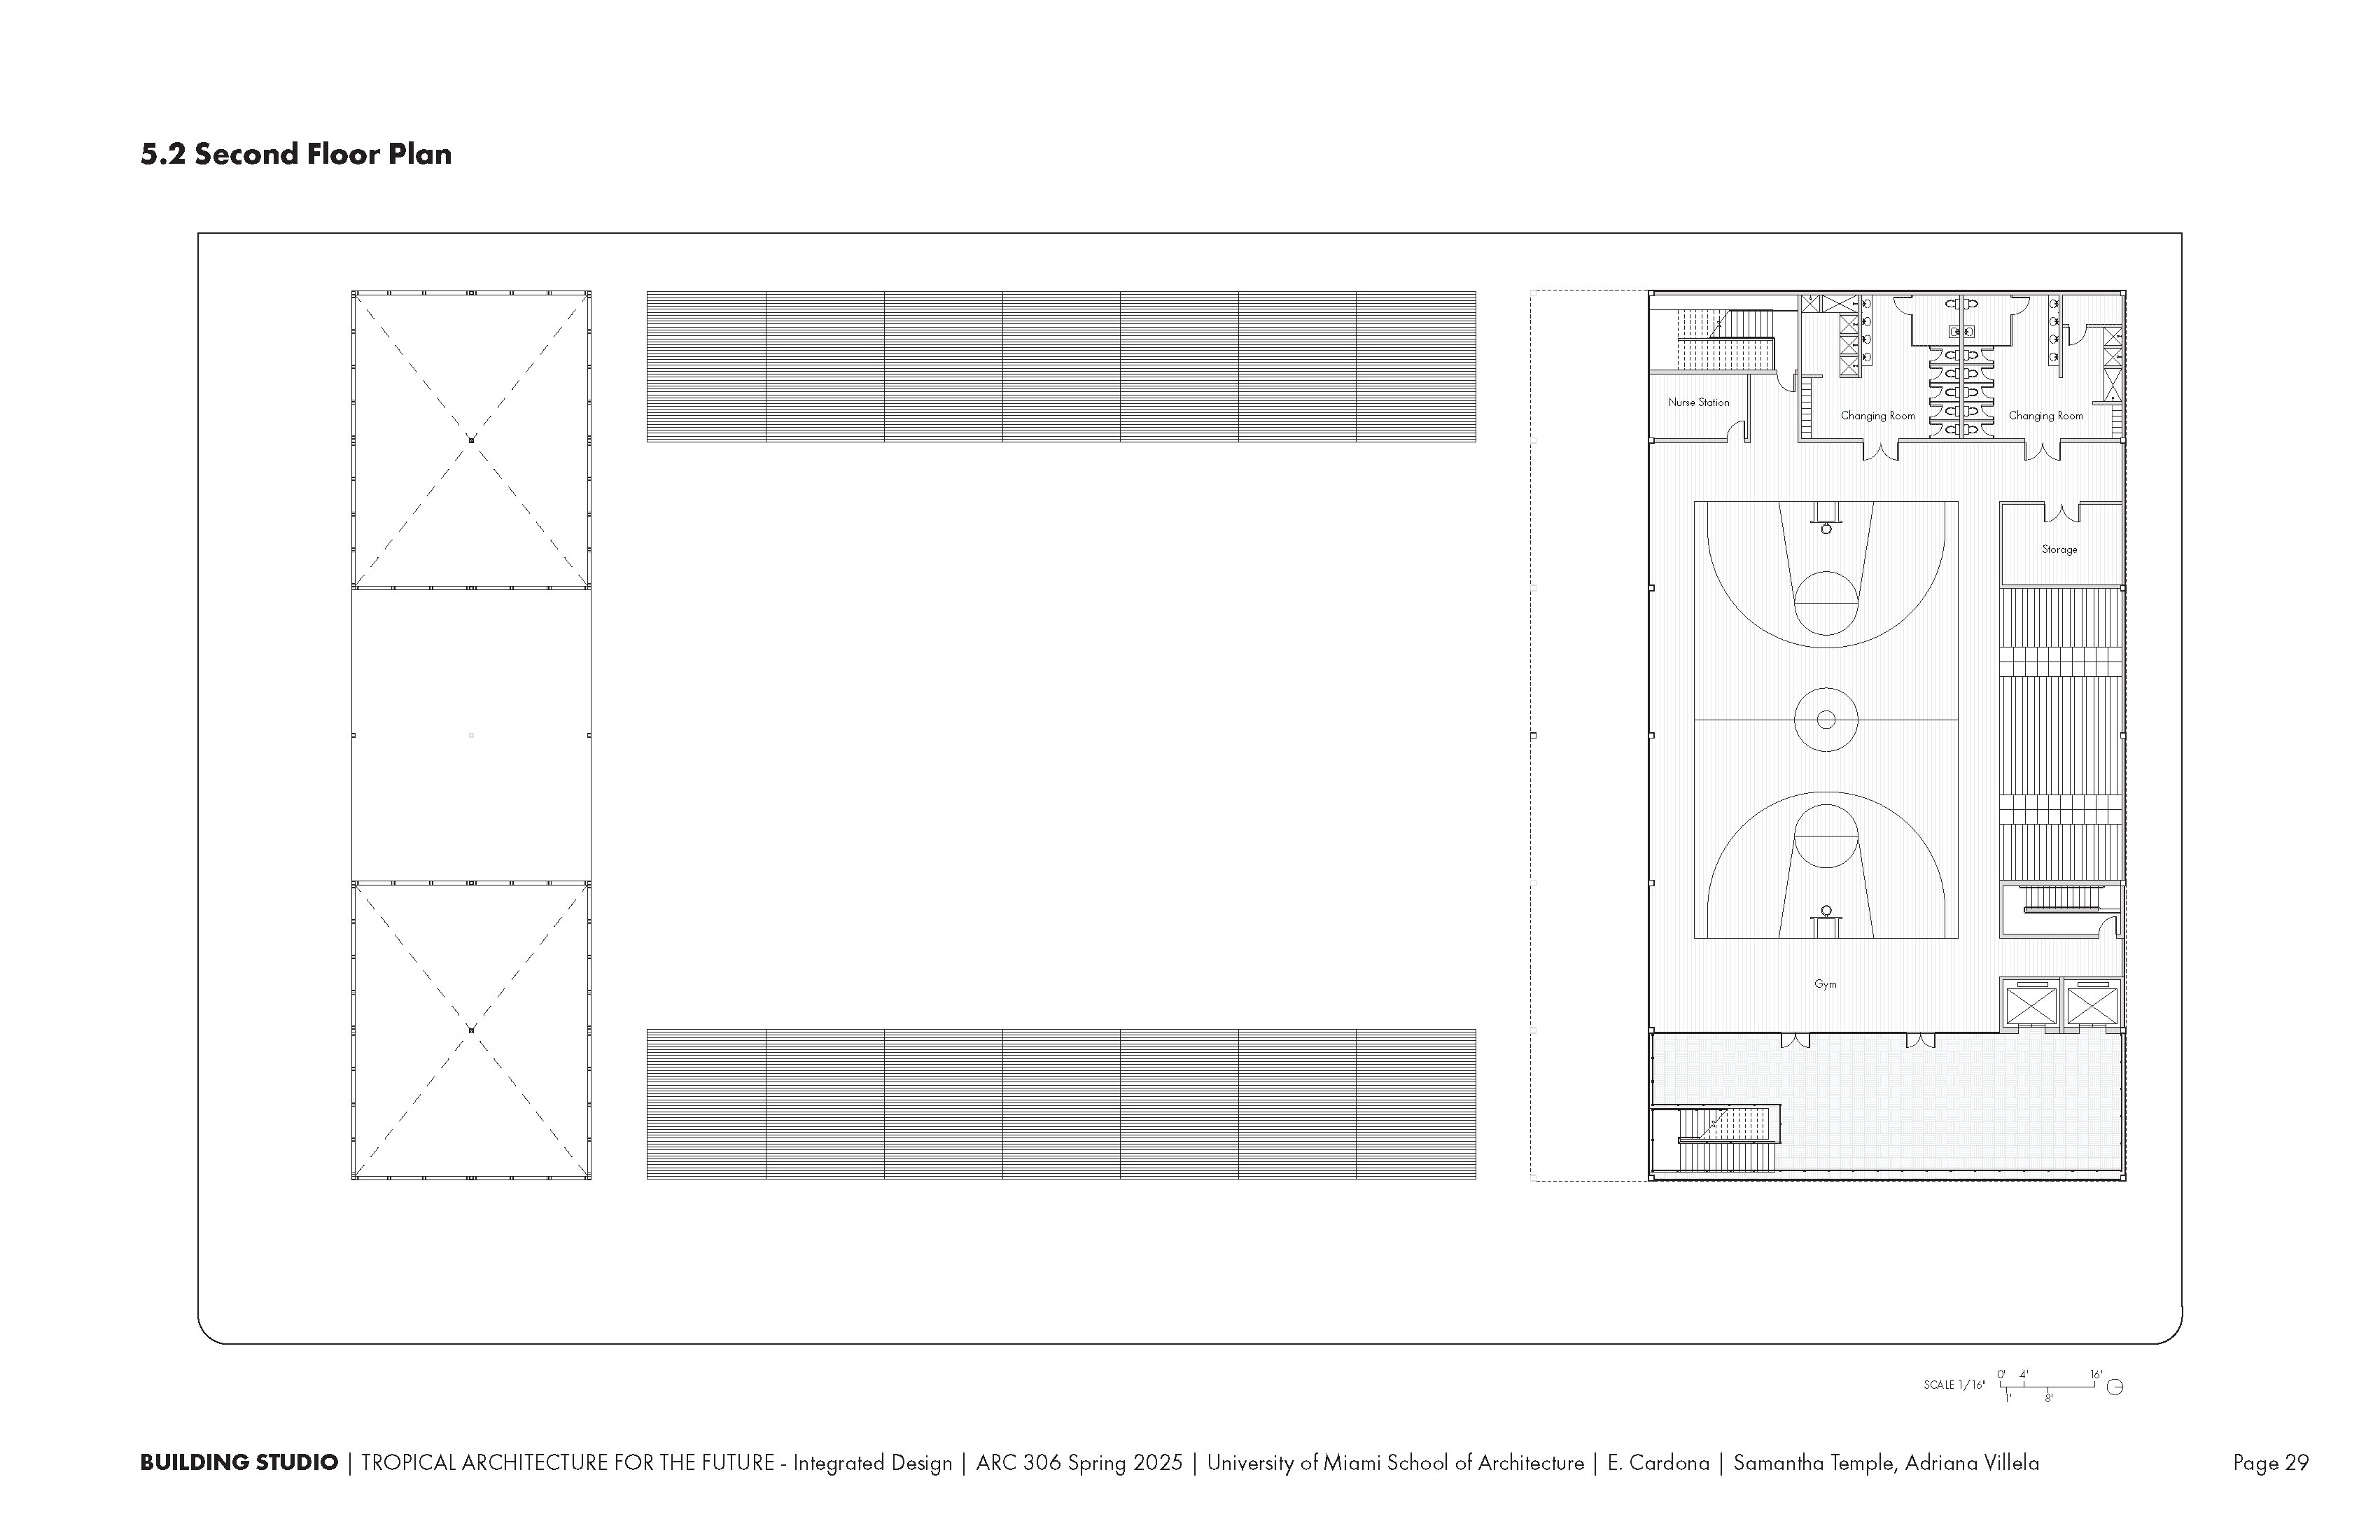 5.2 Second Floor Plan
Nurse Station
Changing Room
Changing Room
Storage
Gym
SCALE 1/16"
0' 4' 16'
1' 8'
BUILDING STUDIO | TROPICAL ARCHITECTURE FOR THE FUTURE - Integrated Design | ARC 306 Spring 2025 | University of Miami School of Architecture | E. Cardona | Samantha Temple, Adriana Villela
Page 29